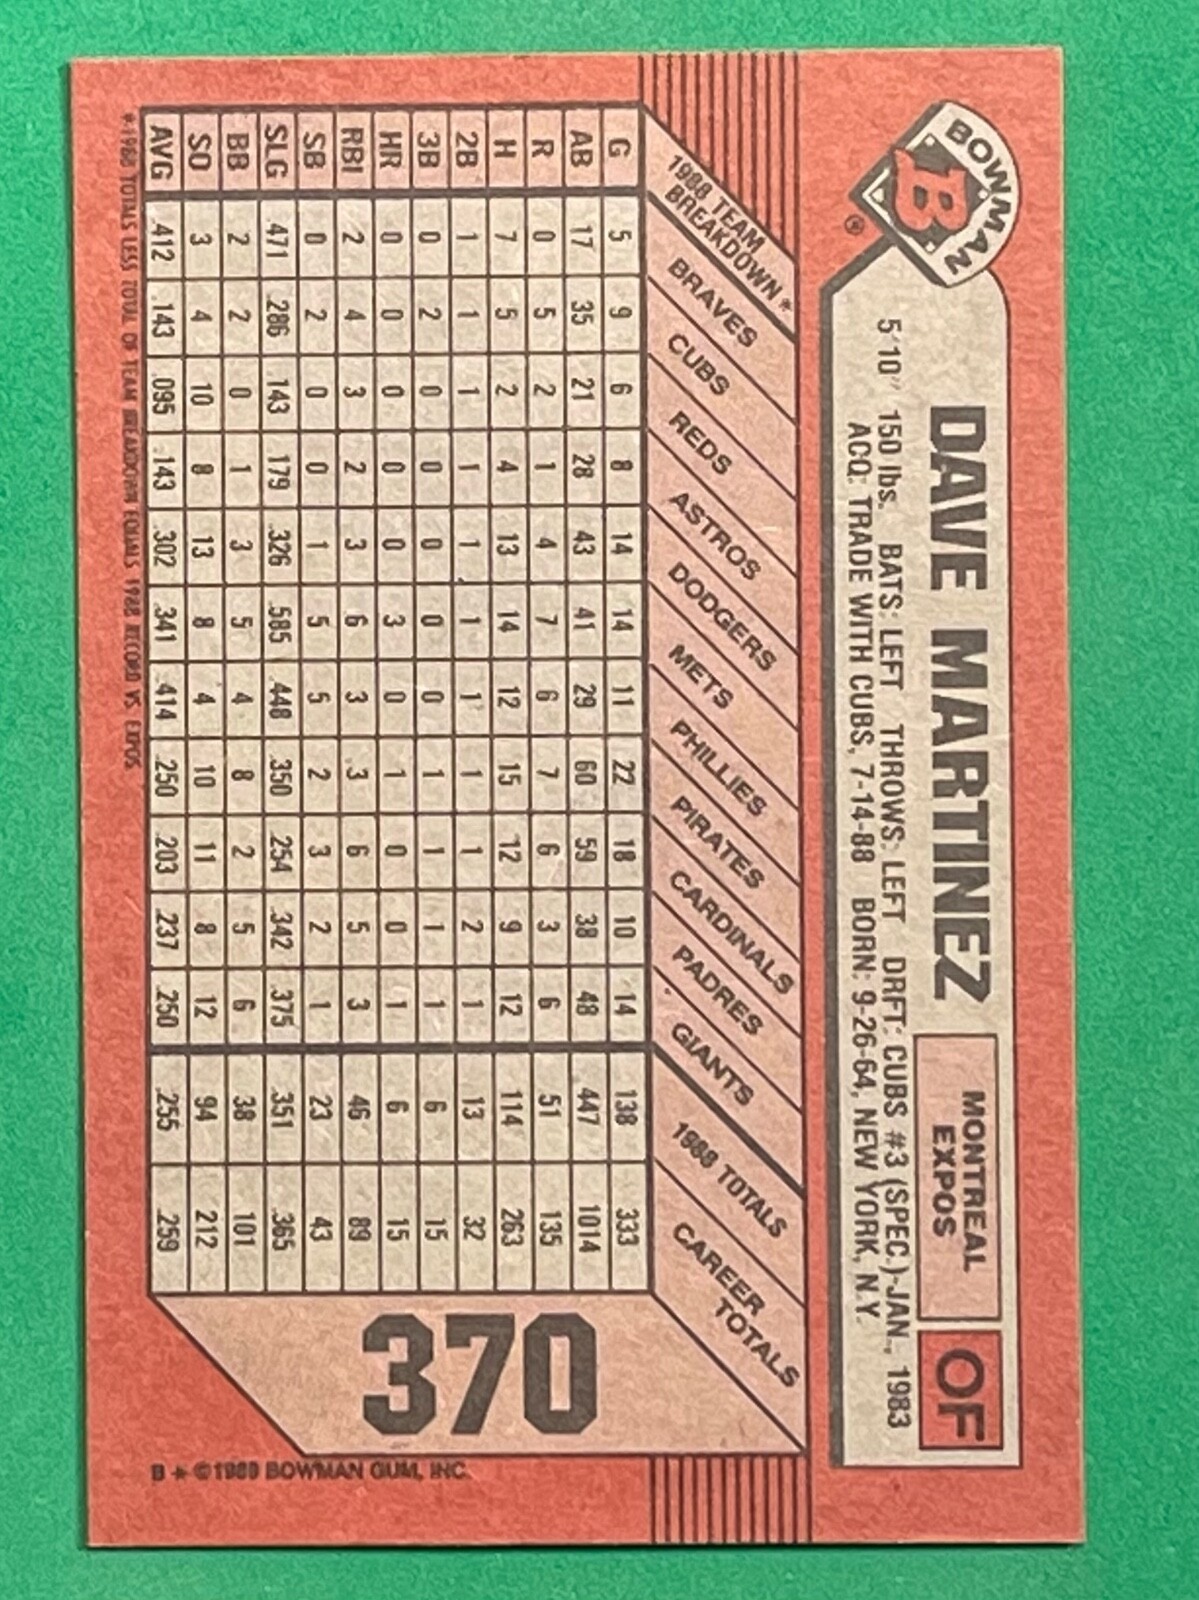 BOWMAN
B
®
DAVE MARTINEZ
MONTREAL
EXPOS
OF
5'10" 150 lbs. BATS: LEFT THROWS: LEFT DRFT: CUBS #3 (SPEC.)-JAN., 1983
ACQ: TRADE WITH CUBS, 7-14-88 BORN: 9-26-64, NEW YORK, N.Y.
1988 TEAM
BREAKDOWN*
BRAVES CUBS REDS ASTROS DODGERS METS PHILLIES PIRATES CARDINALS PADRES GIANTS 1988 TOTALS CAREER TOTALS
G 5 9 6 8 14 14 11 22 18 10 14 138 333
AB 17 35 21 28 43 41 29 60 59 38 48 447 1014
R 0 5 2 1 4 7 6 7 6 3 6 51 135
H 7 5 2 4 13 14 12 15 12 9 12 114 263
2B 1 1 1 1 1 1 1 1 1 2 1 13 32
3B 0 2 0 0 0 0 0 1 1 1 1 6 15
HR 0 0 0 0 0 3 0 1 0 0 1 6 15
RBI 2 4 3 2 3 6 3 3 6 5 3 46 89
SB 0 2 0 0 1 5 5 2 3 2 1 23 43
SLG .471 .286 .143 .179 .326 .585 .448 .350 .254 .342 .375 .351 .365
BB 2 2 0 1 3 5 4 8 2 5 6 38 101
SO 3 4 10 8 13 8 4 10 11 8 12 94 212
AVG .412 .143 .095 .143 .302 .341 .414 .250 .203 .237 .250 .255 .259
*1988 TOTALS LESS TOTAL OF TEAM BREAKDOWN EQUALS 1988 RECORD VS. EXPOS.
370
B * ©1989 BOWMAN GUM, INC.